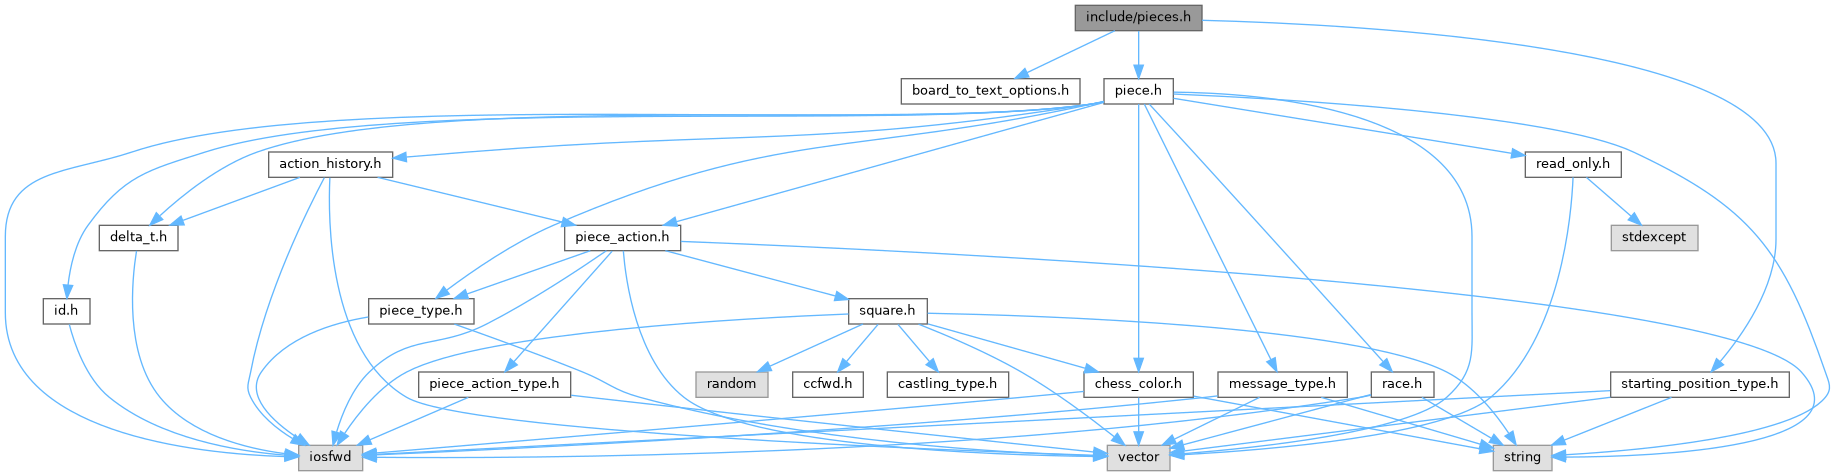 include/pieces.h
board_to_text_options.h
piece.h
action_history.h
read_only.h
delta_t.h
piece_action.h
stdexcept
id.h
piece_type.h
square.h
piece_action_type.h
random
ccfwd.h
castling_type.h
chess_color.h
message_type.h
race.h
starting_position_type.h
iosfwd
vector
string